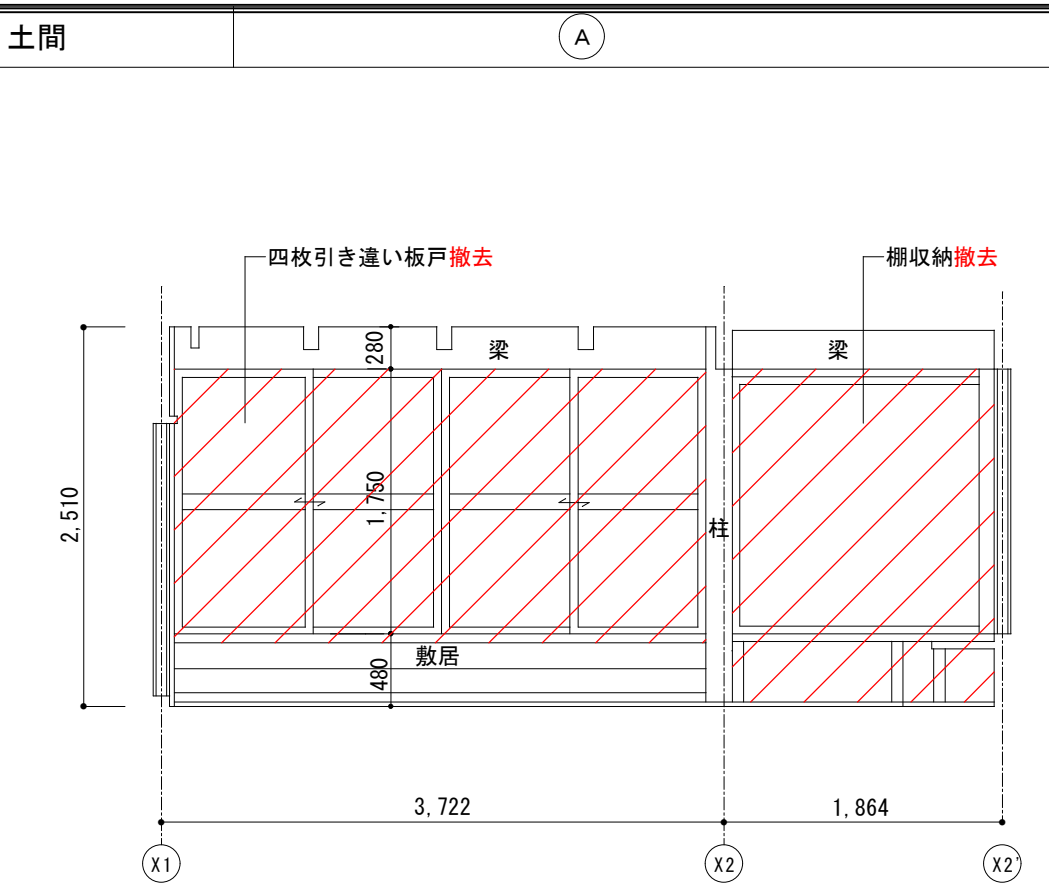 土間
A
四枚引き違い板戸撤去
棚収納撤去
280
梁
梁
1,750
2,510
柱
敷居
480
3,722
1,864
X1
X2
X2'